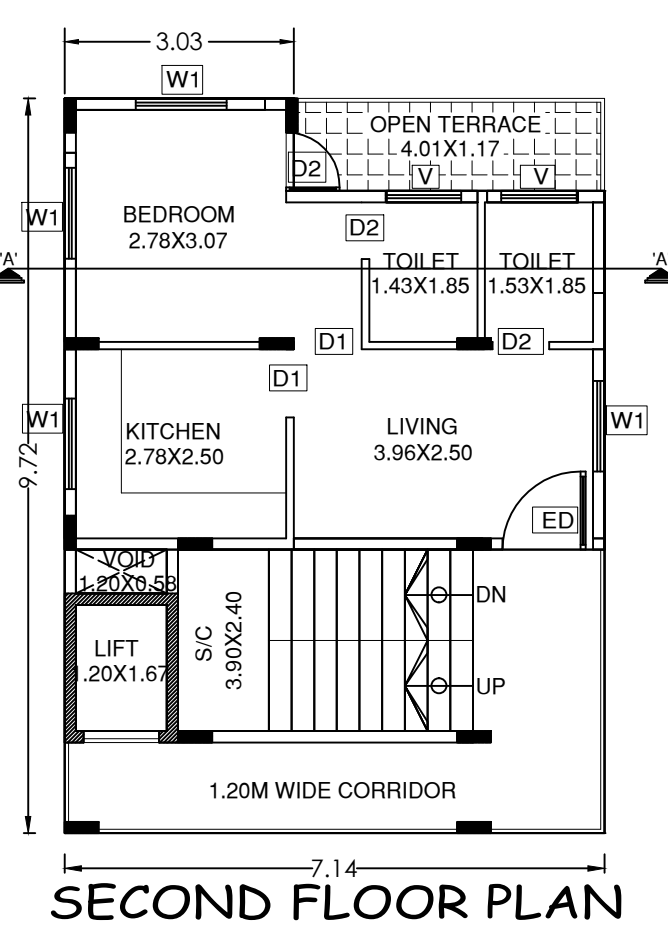 3.03
W1
OPEN TERRACE
4.01X1.17
D2
V
V
W1
BEDROOM
2.78X3.07
D2
'A'
'A
TOILET
1.43X1.85
TOILET
1.53X1.85
D1
D2
D1
W1
KITCHEN
2.78X2.50
LIVING
3.96X2.50
W1
9.72
ED
VOID
1.20X0.58
LIFT
1.20X1.67
S/C
3.90X2.40
DN
UP
1.20M WIDE CORRIDOR
7.14
SECOND FLOOR PLAN